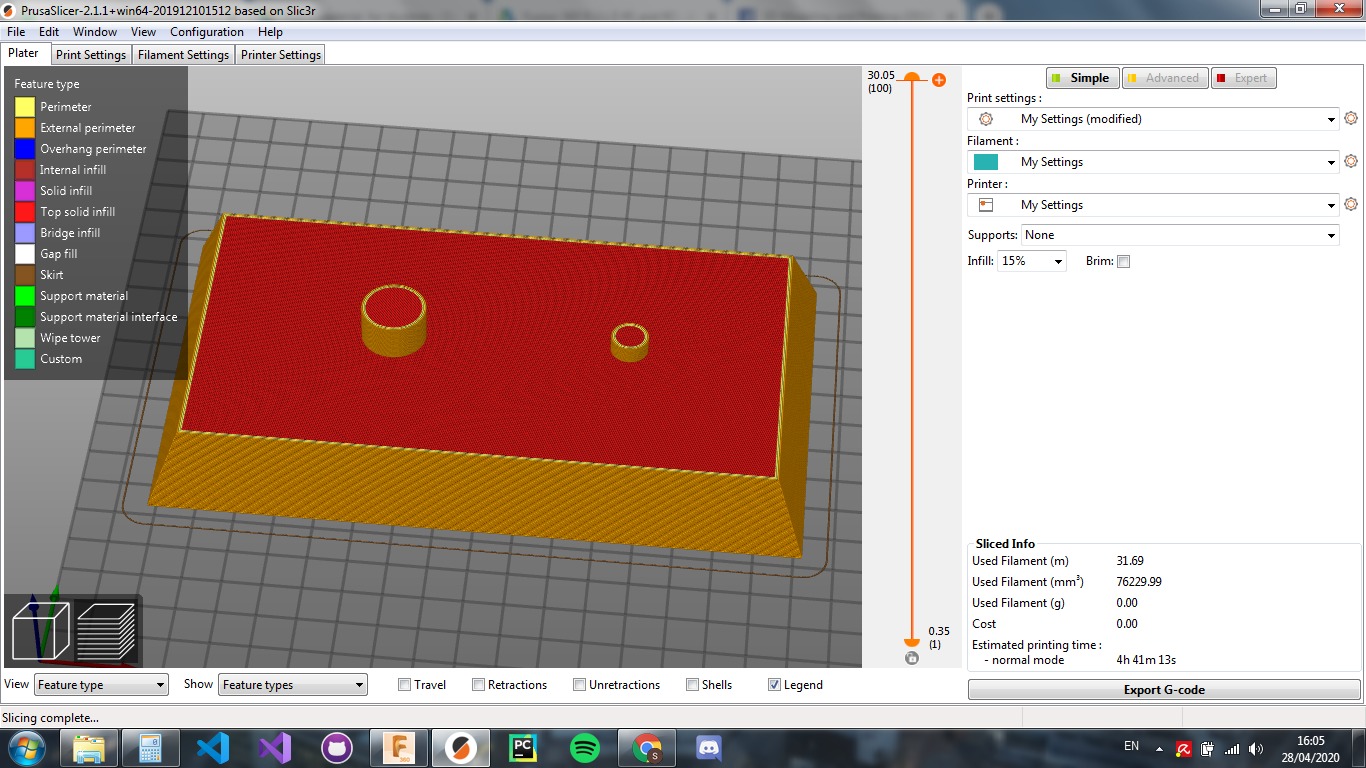 PrusaSlicer-2.1.1+win64-201912101512 based on Slic3r
File Edit Window View Configuration Help
Plater Print Settings Filament Settings Printer Settings
Feature type
Perimeter
External perimeter
Overhang perimeter
Internal infill
Solid infill
Top solid infill
Bridge infill
Gap fill
Skirt
Support material
Support material interface
Wipe tower
Custom
30.05
(100)
0.35
(1)
Simple Advanced Expert
Print settings :
My Settings (modified)
Filament :
My Settings
Printer :
My Settings
Supports: None
Infill: 15% Brim:
Sliced Info
Used Filament (m) 31.69
Used Filament (mm³) 76229.99
Used Filament (g) 0.00
Cost 0.00
Estimated printing time :
- normal mode 4h 41m 13s
Export G-code
View Feature type Show Feature types Travel Retractions Unretractions Shells Legend
Slicing complete...
F
360
PC
S
EN
16:05
28/04/2020